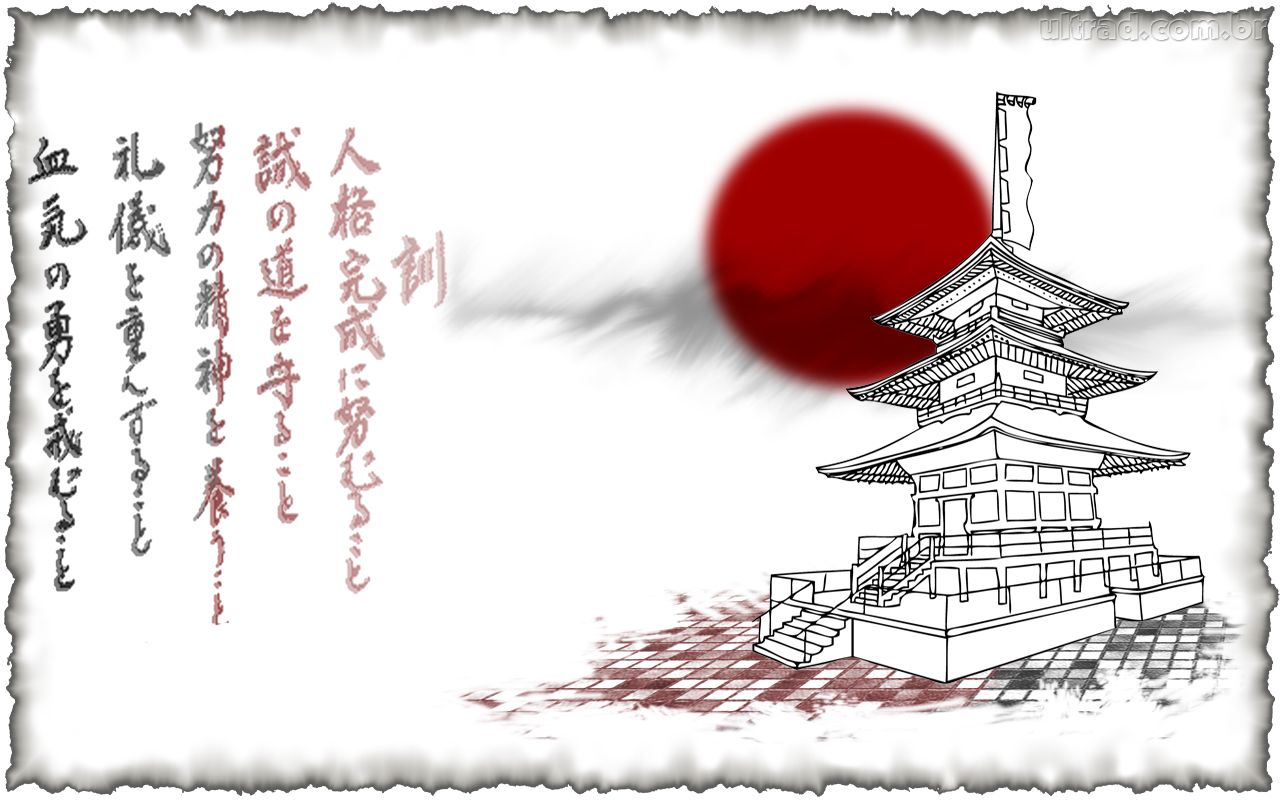 訓
人格完成に努むること
誠の道を守ること
努力の精神を養うこと
礼儀を重んずること
血気の勇を戒むること
ultrad.com.br